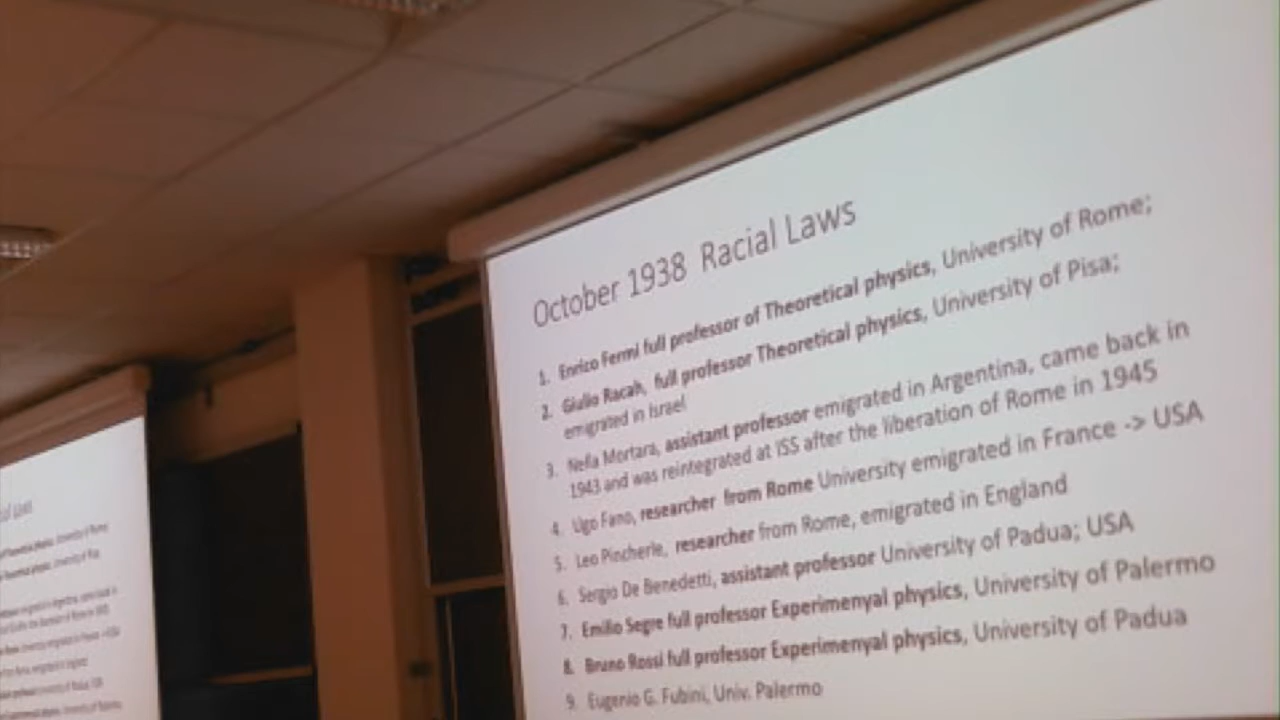 October 1938 Racial Laws
1. Enrico Fermi full professor of Theoretical physics, University of Rome;
2. Giulio Racah, full professor Theoretical physics, University of Pisa;
emigrated in Israel
3. Nella Mortara, assistant professor emigrated in Argentina, came back in
1943 and was reintegrated at ISS after the liberation of Rome in 1945
4. Ugo Fano, researcher from Rome University emigrated in France -> USA
5. Leo Pincherle, researcher from Rome, emigrated in England
6. Sergio De Benedetti, assistant professor University of Padua; USA
7. Emilio Segre full professor Experimenyal physics, University of Palermo
8. Bruno Rossi full professor Experimenyal physics, University of Padua
9. Eugenio G. Fubini, Univ. Palermo